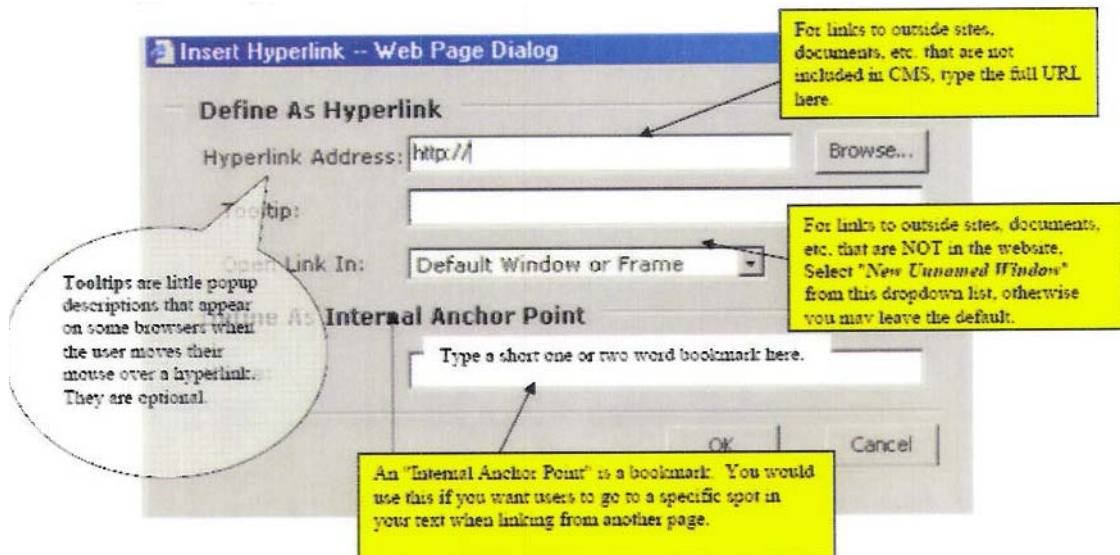 Insert Hyperlink -- Web Page Dialog
For links to outside sites,
documents, etc. that are not
included in CMS, type the full URL
here.
Define As Hyperlink
Hyperlink Address:
http://
Browse...
Tooltip:
For links to outside sites, documents,
etc. that are NOT in the website,
Select "New Unnamed Window"
from this dropdown list, otherwise
you may leave the default.
Open Link In:
Default Window or Frame
Tooltips are little popup
descriptions that appear
on some browsers when
the user moves their
mouse over a hyperlink.
They are optional.
Define As Internal Anchor Point
Type a short one or two word bookmark here.
OK
Cancel
An "Internal Anchor Point" is a bookmark. You would
use this if you want users to go to a specific spot in
your text when linking from another page.